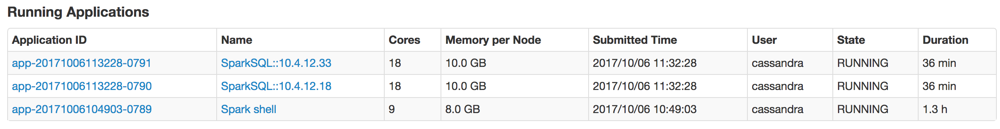 Running Applications
Application ID Name Cores Memory per Node Submitted Time User State Duration
app-20171006113228-0791 SparkSQL::10.4.12.33 18 10.0 GB 2017/10/06 11:32:28 cassandra RUNNING 36 min
app-20171006113228-0790 SparkSQL::10.4.12.18 18 10.0 GB 2017/10/06 11:32:28 cassandra RUNNING 36 min
app-20171006104903-0789 Spark shell 9 8.0 GB 2017/10/06 10:49:03 cassandra RUNNING 1.3 h